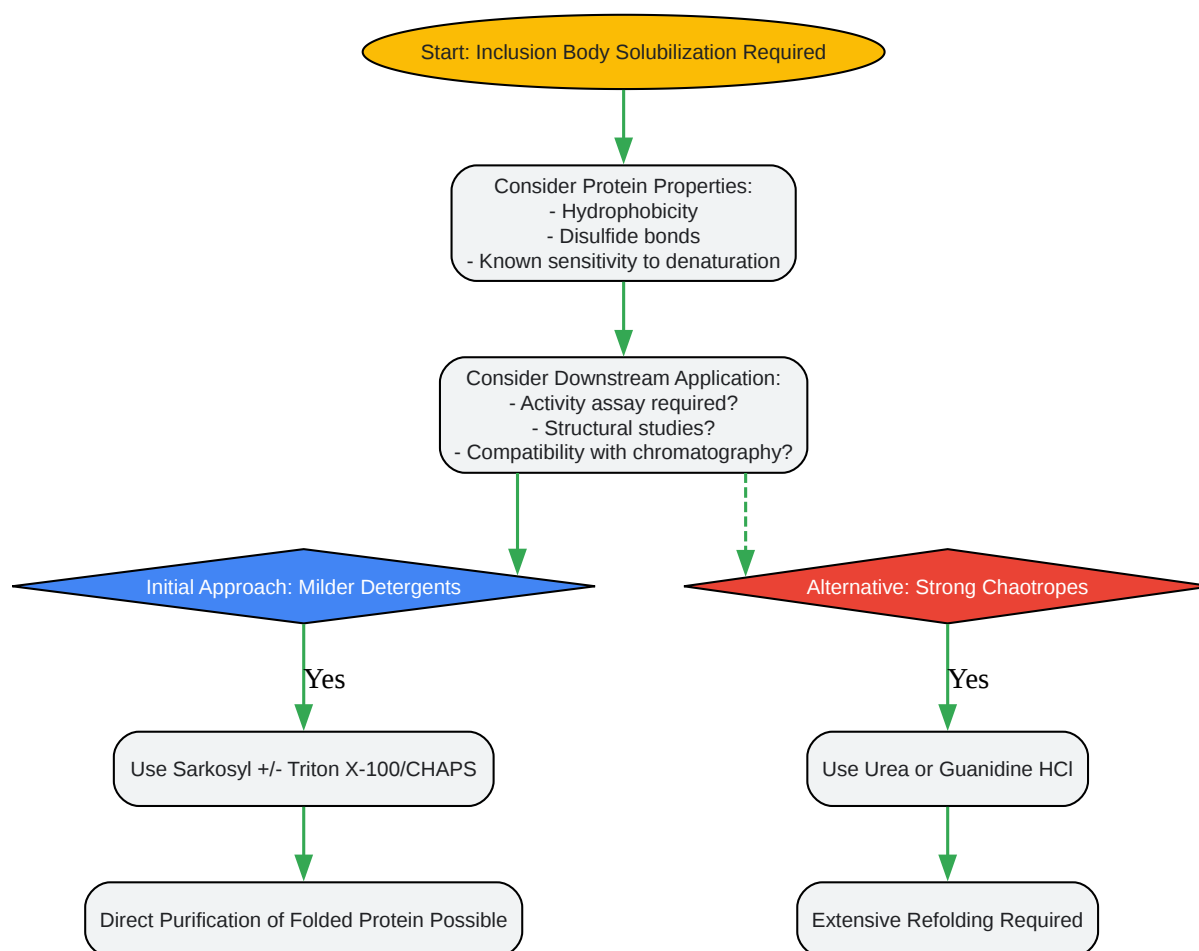 Start: Inclusion Body Solubilization Required
Consider Protein Properties:
- Hydrophobicity
- Disulfide bonds
- Known sensitivity to denaturation
Consider Downstream Application:
- Activity assay required?
- Structural studies?
- Compatibility with chromatography?
Initial Approach: Milder Detergents
Alternative: Strong Chaotropes
Yes
Yes
Use Sarkosyl +/- Triton X-100/CHAPS
Use Urea or Guanidine HCl
Direct Purification of Folded Protein Possible
Extensive Refolding Required